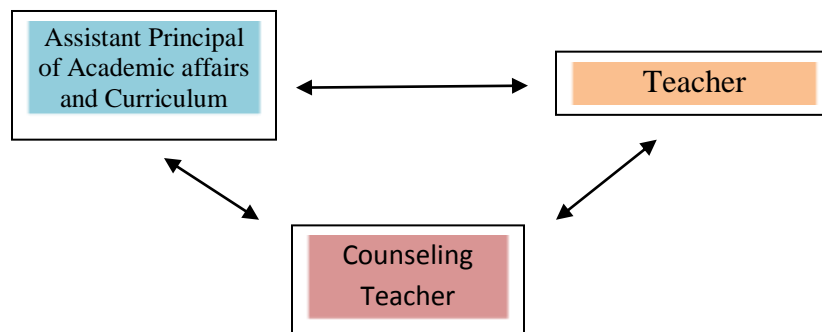 Assistant Principal
of Academic affairs
and Curriculum
Teacher
Counseling
Teacher